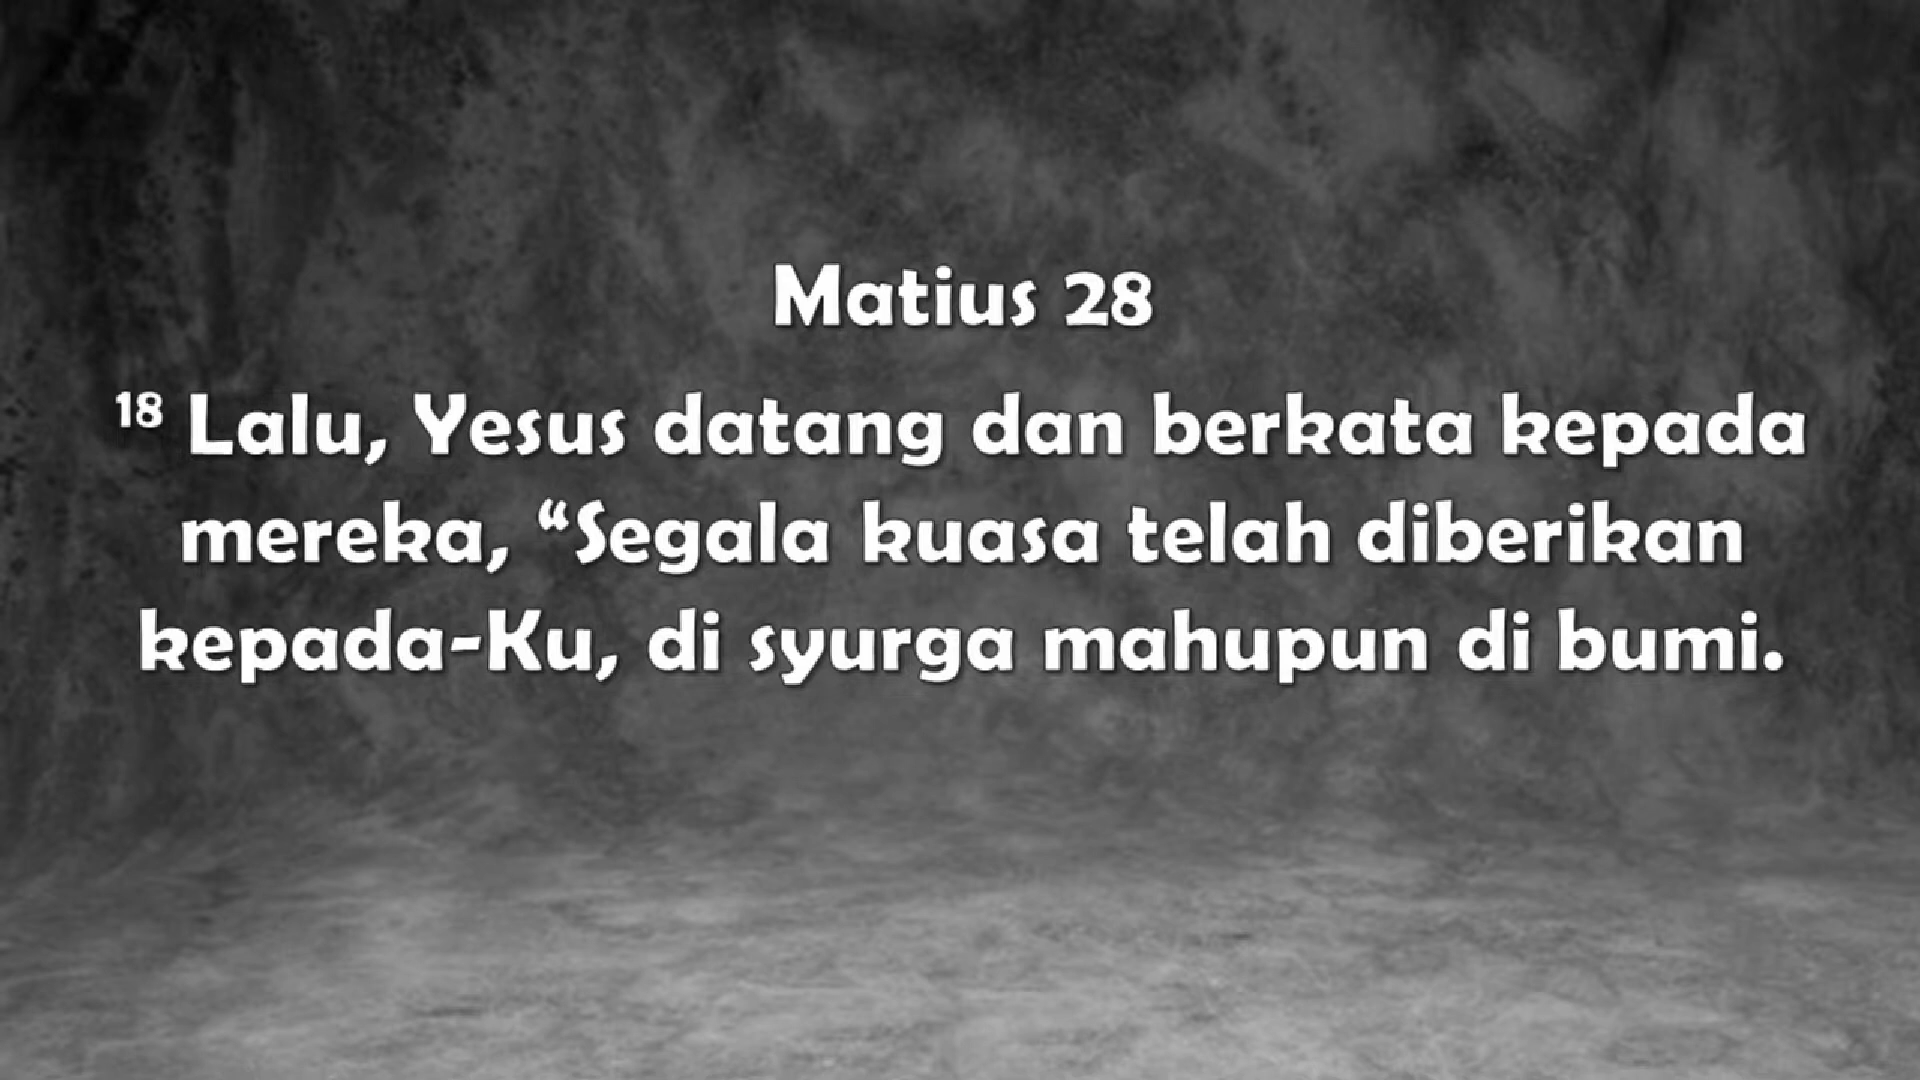 Matius 28
18 Lalu, Yesus datang dan berkata kepada
mereka, “Segala kuasa telah diberikan
kepada-Ku, di syurga mahupun di bumi.